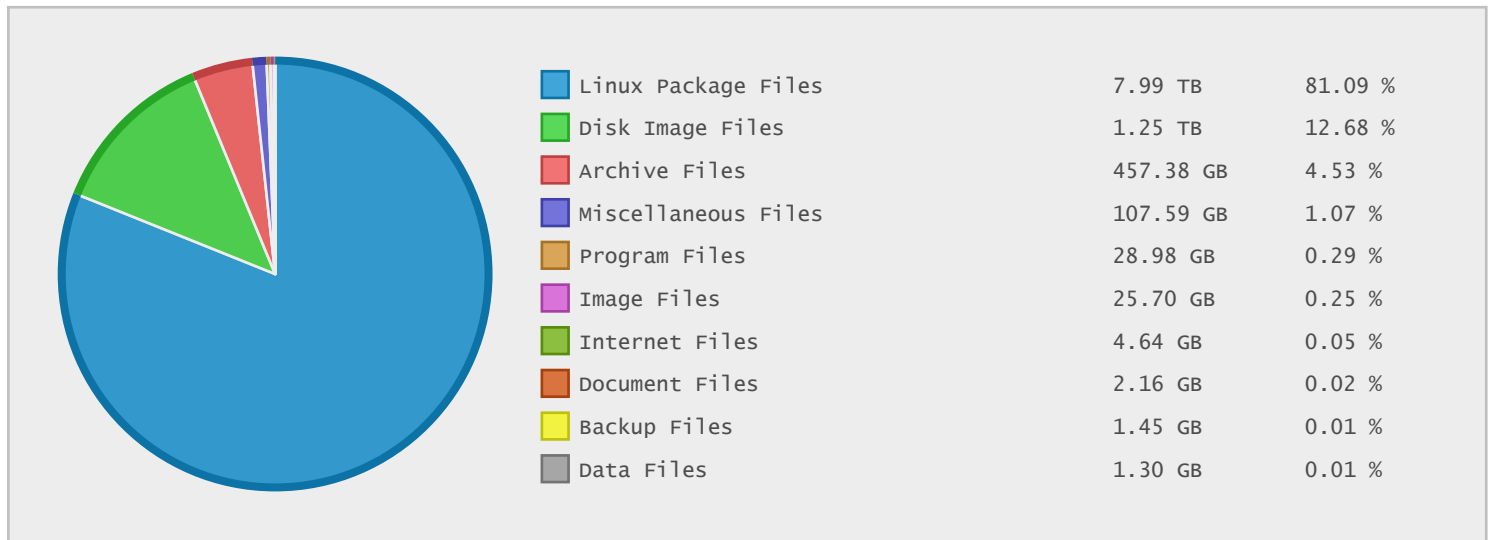 Linux Package Files 7.99 TB 81.09 %
Disk Image Files 1.25 TB 12.68 %
Archive Files 457.38 GB 4.53 %
Miscellaneous Files 107.59 GB 1.07 %
Program Files 28.98 GB 0.29 %
Image Files 25.70 GB 0.25 %
Internet Files 4.64 GB 0.05 %
Document Files 2.16 GB 0.02 %
Backup Files 1.45 GB 0.01 %
Data Files 1.30 GB 0.01 %